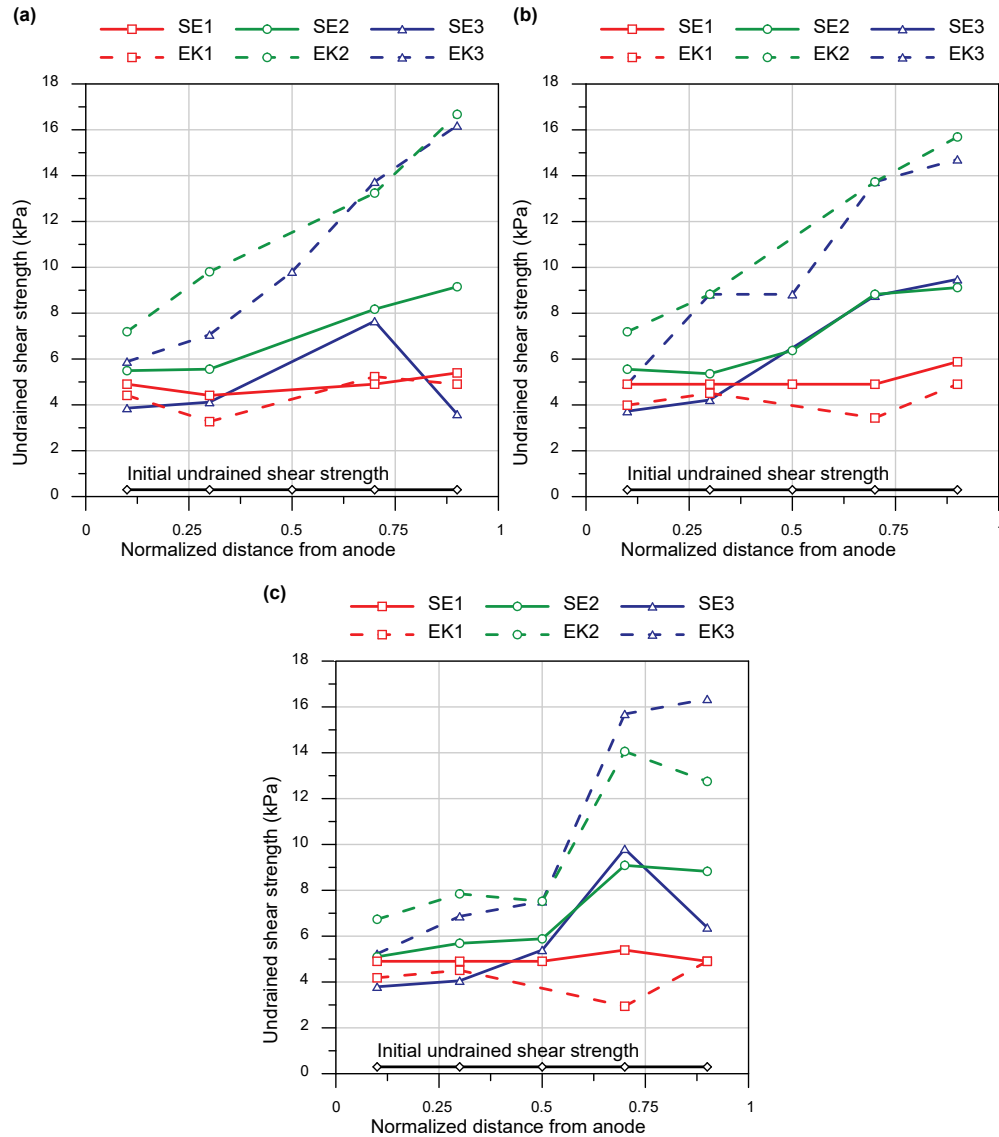 (a)
SE1 SE2 SE3
EK1 EK2 EK3
18
16
14
12
10
8
6
4
2
0
Undrained shear strength (kPa)
Initial undrained shear strength
0 0.25 0.5 0.75 1
Normalized distance from anode
(b)
SE1 SE2 SE3
EK1 EK2 EK3
18
16
14
12
10
8
6
4
2
0
Undrained shear strength (kPa)
Initial undrained shear strength
0 0.25 0.5 0.75 1
Normalized distance from anode
(c)
SE1 SE2 SE3
EK1 EK2 EK3
18
16
14
12
10
8
6
4
2
0
Undrained shear strength (kPa)
Initial undrained shear strength
0 0.25 0.5 0.75 1
Normalized distance from anode